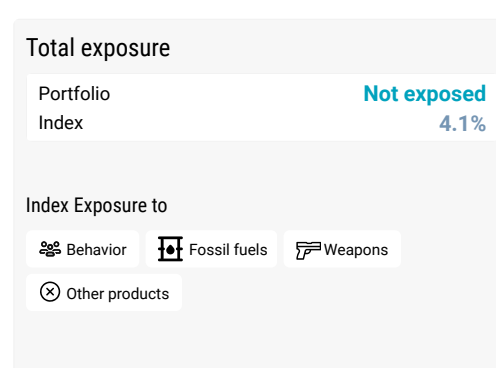 Total exposure
Portfolio Not exposed
Index 4.1%
Index Exposure to
Behavior Fossil fuels Weapons
Other products